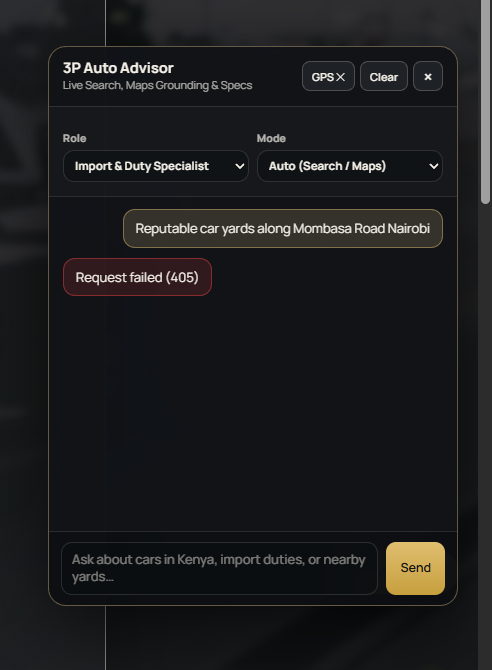 3P Auto Advisor
Live Search, Maps Grounding & Specs
GPS ×
Clear
×
Role
Mode
Import & Duty Specialist
Auto (Search / Maps)
Reputable car yards along Mombasa Road Nairobi
Request failed (405)
Ask about cars in Kenya, import duties, or nearby
yards…
Send